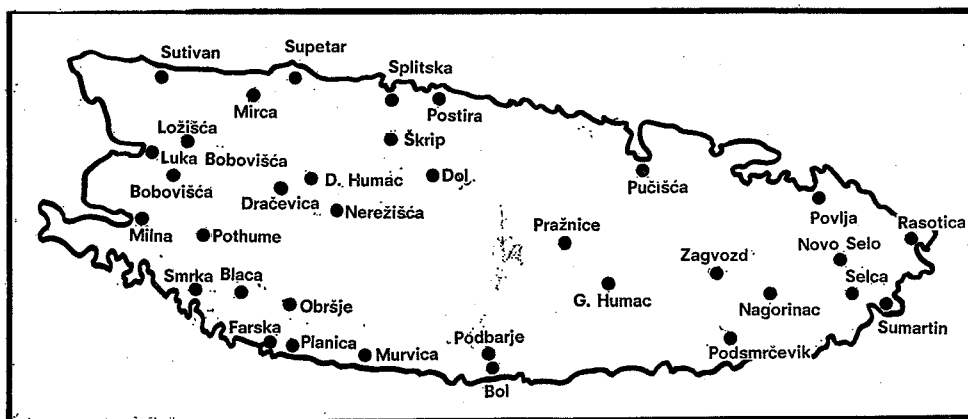 Sutivan
Supetar
Splitska
Mirca
Postira
Ložišća
Škrip
Luka Bobovišća
Bobovišća
D. Humac
Dol
Pučišća
Dračevica
Nerežišća
Povlja
Milna
Pothume
Pražnice
Rasotica
Novo Selo
Zagvozd
Smrka
Blaca
Selca
Obršje
G. Humac
Nagorinac
Sumartin
Farska
Planica
Murvica
Podbarje
Podsmrčevik
Bol